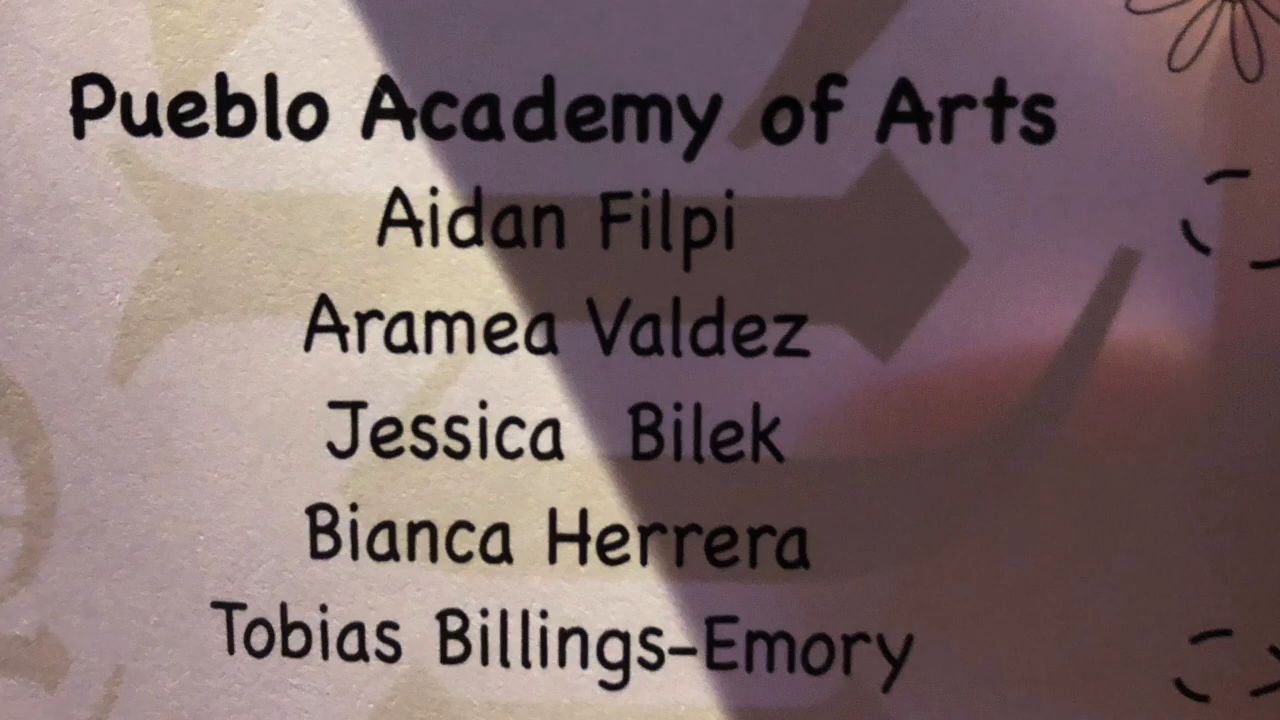 Pueblo Academy of Arts
Aidan Filpi
Aramea Valdez
Jessica Bilek
Bianca Herrera
Tobias Billings-Emory